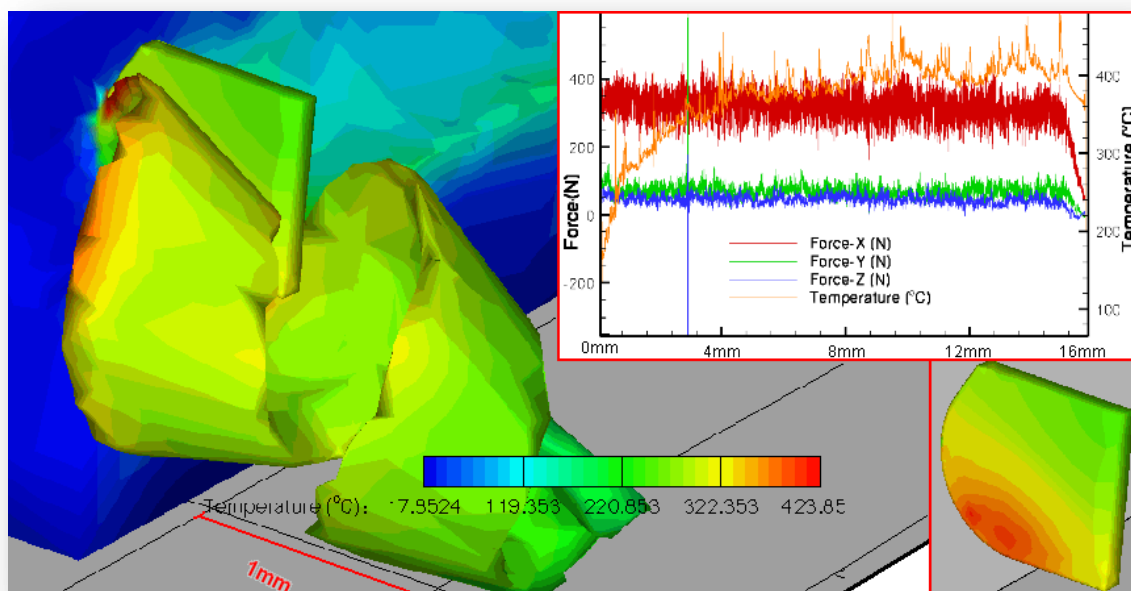 Force-(N)
400
200
0
-200
Temperature (°C)
400
300
200
100
Force-X (N)
Force-Y (N)
Force-Z (N)
Temperature (°C)
0mm 4mm 8mm 12mm 16mm
Temperature (°C): 17.8524 119.353 220.853 322.353 423.85
1mm